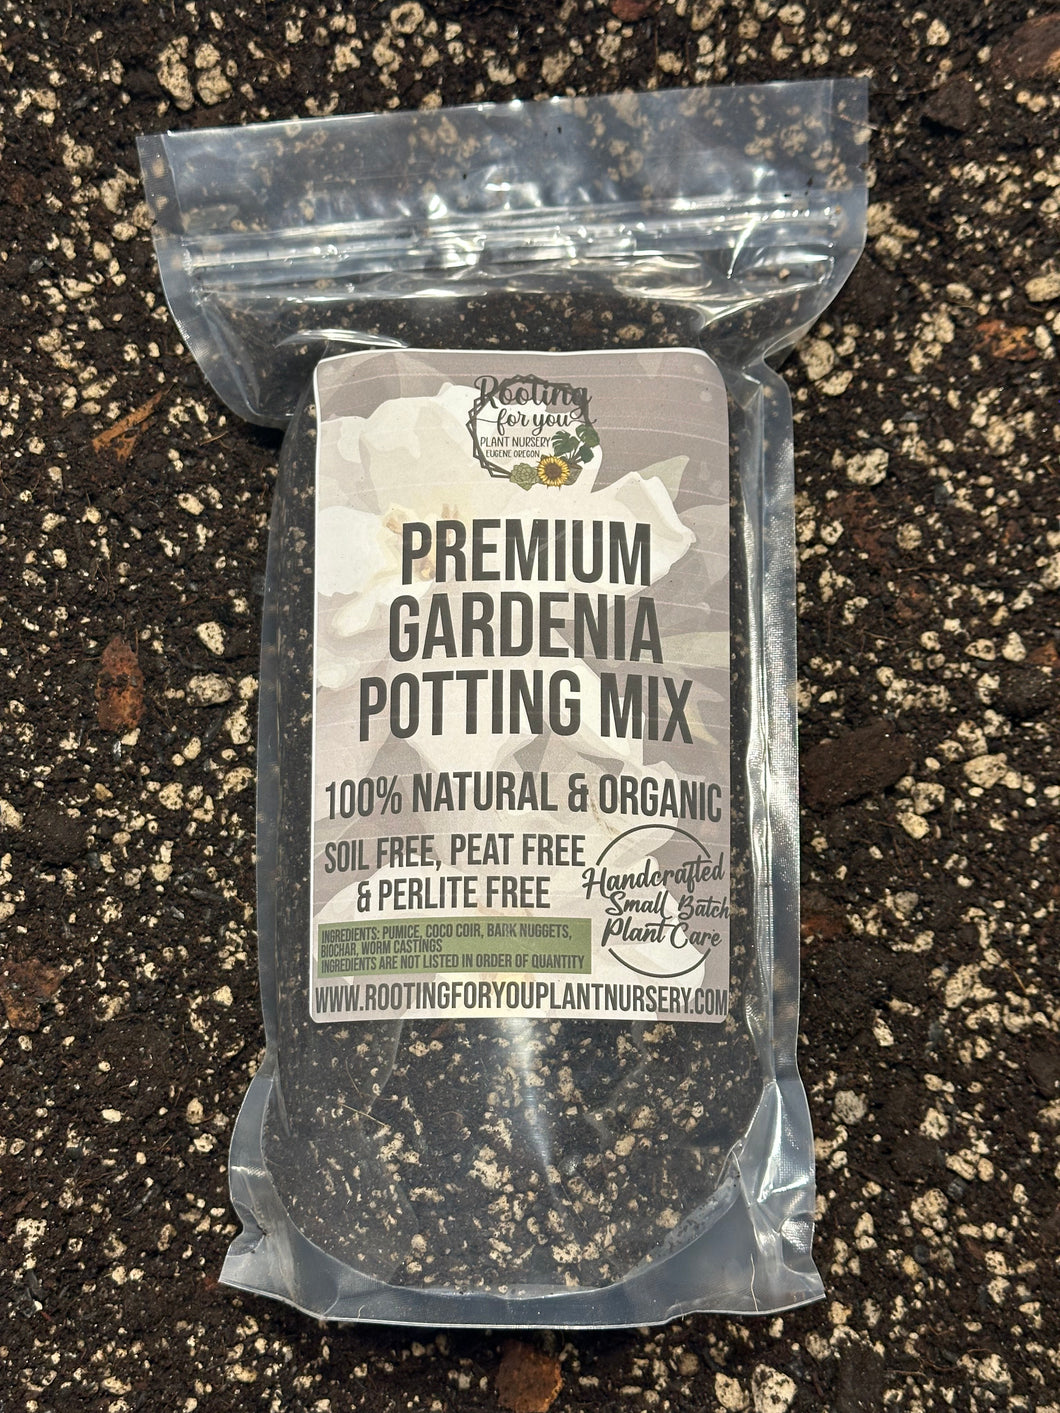 Rooting
for you
PLANT NURSERY
EUGENE OREGON
PREMIUM
GARDENIA
POTTING MIX
100% NATURAL & ORGANIC
SOIL FREE, PEAT FREE
& PERLITE FREE
Handcrafted
Small Batch
Plant Care
INGREDIENTS: PUMICE, COCO COIR, BARK NUGGETS,
BIOCHAR, WORM CASTINGS
INGREDIENTS ARE NOT LISTED IN ORDER OF QUANTITY
WWW.ROOTINGFORYOUPLANTNURSERY.COM